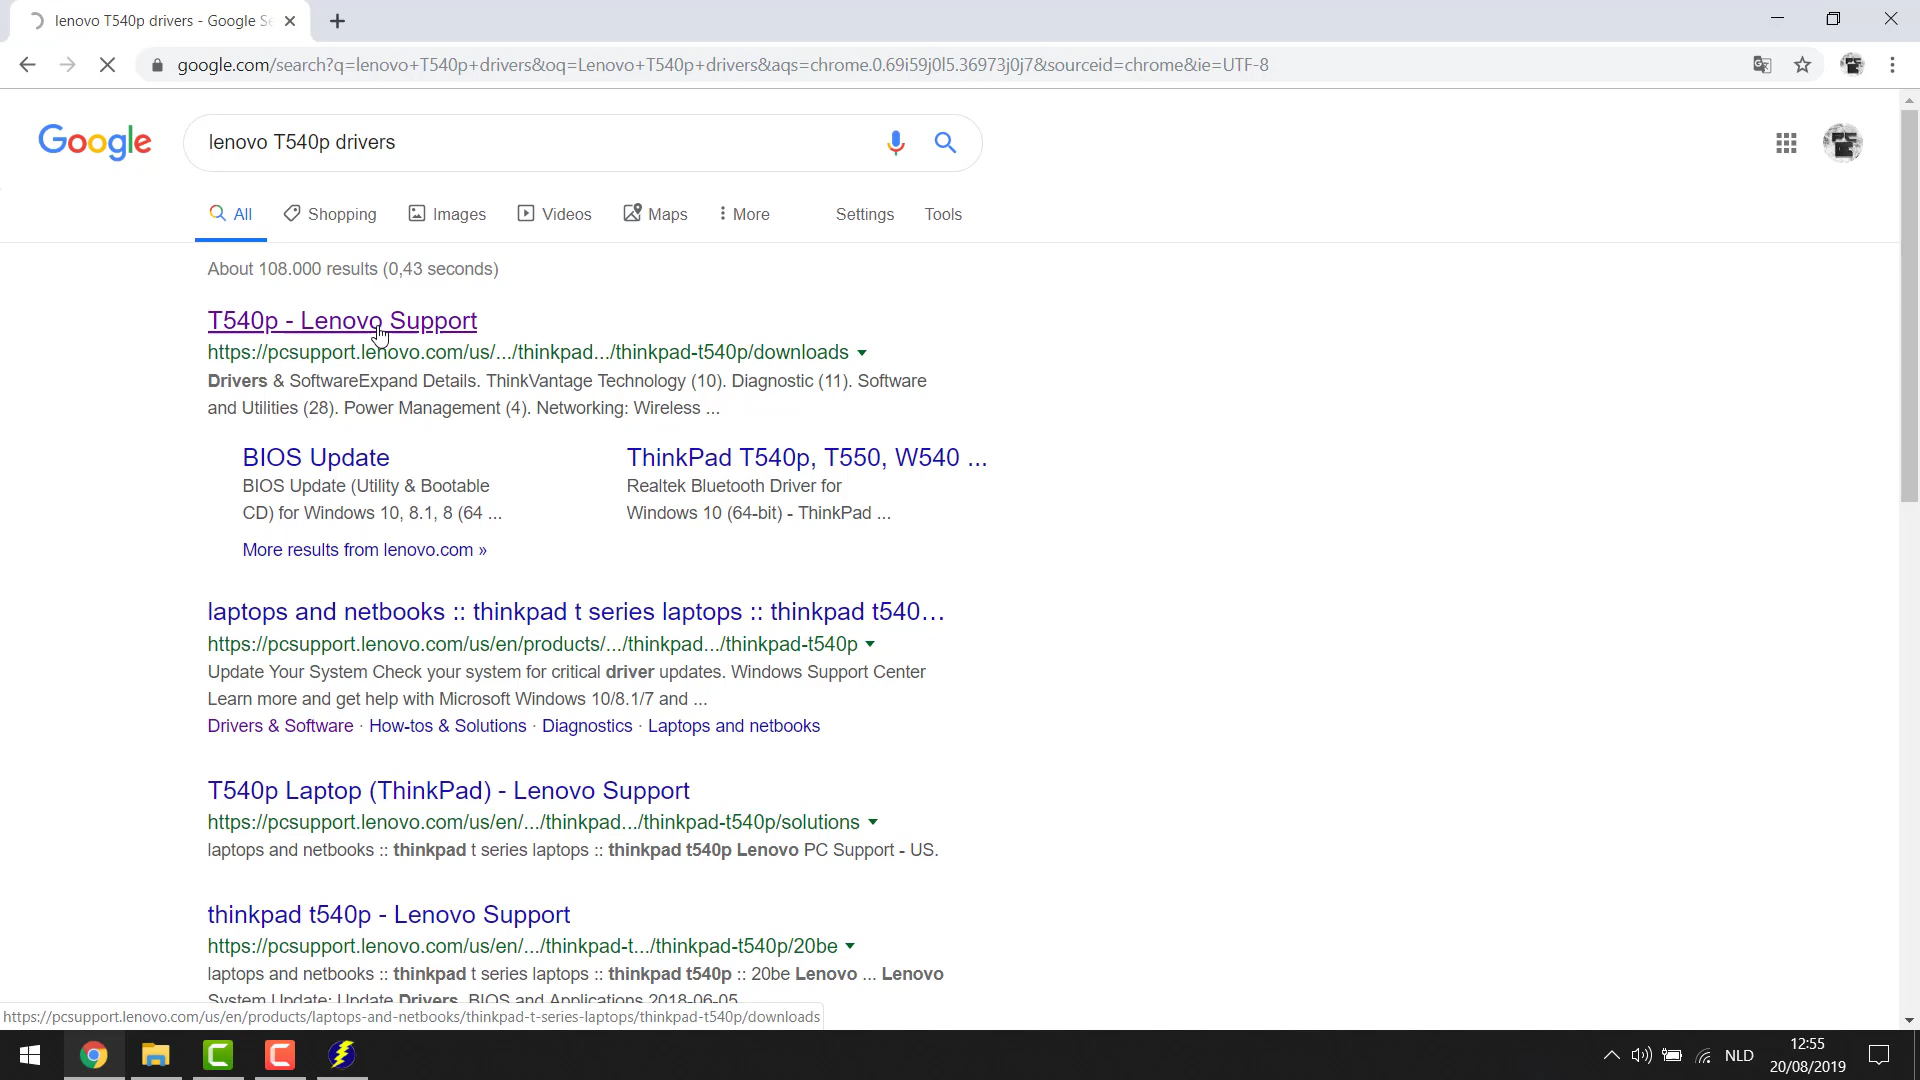 lenovo T540p drivers - Google Se
google.com/search?q=lenovo+T540p+drivers&oq=Lenovo+T540p+drivers&aqs=chrome.0.69i59j0l5.36973j0j7&sourceid=chrome&ie=UTF-8
Google
lenovo T540p drivers
All Shopping Images Videos Maps More Settings Tools
About 108.000 results (0,43 seconds)
T540p - Lenovo Support
https://pcsupport.lenovo.com/us/.../thinkpad.../thinkpad-t540p/downloads
Drivers & SoftwareExpand Details. ThinkVantage Technology (10). Diagnostic (11). Software
and Utilities (28). Power Management (4). Networking: Wireless ...
BIOS Update
BIOS Update (Utility & Bootable
CD) for Windows 10, 8.1, 8 (64 ...
ThinkPad T540p, T550, W540 ...
Realtek Bluetooth Driver for
Windows 10 (64-bit) - ThinkPad ...
More results from lenovo.com »
laptops and netbooks :: thinkpad t series laptops :: thinkpad t540...
https://pcsupport.lenovo.com/us/en/products/.../thinkpad.../thinkpad-t540p
Update Your System Check your system for critical driver updates. Windows Support Center
Learn more and get help with Microsoft Windows 10/8.1/7 and ...
Drivers & Software · How-tos & Solutions · Diagnostics · Laptops and netbooks
T540p Laptop (ThinkPad) - Lenovo Support
https://pcsupport.lenovo.com/us/en/.../thinkpad.../thinkpad-t540p/solutions
laptops and netbooks :: thinkpad t series laptops :: thinkpad t540p Lenovo PC Support - US.
thinkpad t540p - Lenovo Support
https://pcsupport.lenovo.com/us/en/.../thinkpad-t.../thinkpad-t540p/20be
laptops and netbooks :: thinkpad t series laptops :: thinkpad t540p :: 20be Lenovo ... Lenovo
System Update: Update Drivers, BIOS and Applications 2018-06-05
https://pcsupport.lenovo.com/us/en/products/laptops-and-netbooks/thinkpad-t-series-laptops/thinkpad-t540p/downloads
NLD
12:55
20/08/2019